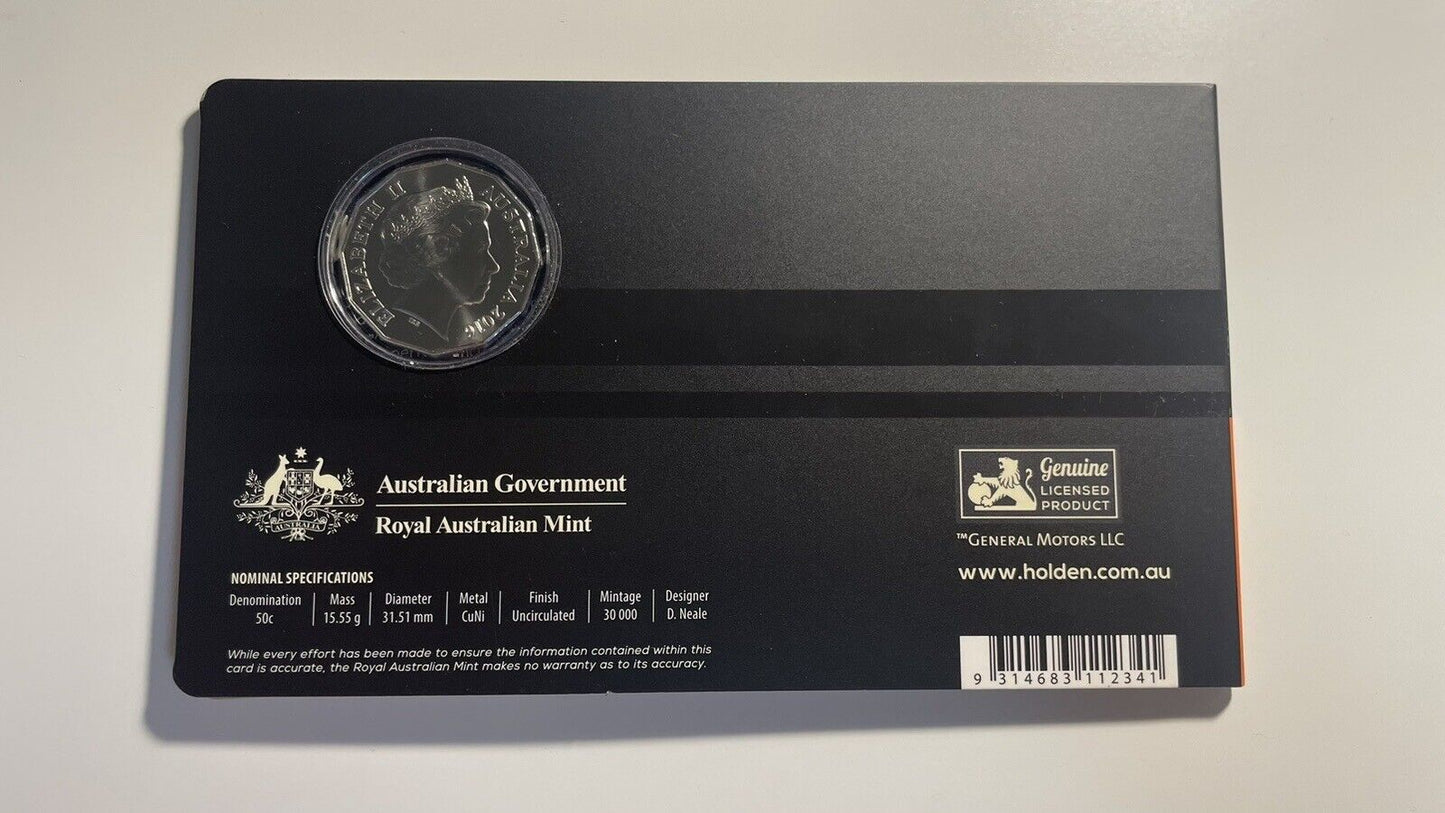 ELIZABETH II AUSTRALIA 2016
Australian Government
Royal Australian Mint
AUSTRALIA
Genuine
LICENSED
PRODUCT
™GENERAL MOTORS LLC
www.holden.com.au
NOMINAL SPECIFICATIONS
Denomination Mass Diameter Metal Finish Mintage Designer
50c 15.55 g 31.51 mm CuNi Uncirculated 30 000 D. Neale
While every effort has been made to ensure the information contained within this
card is accurate, the Royal Australian Mint makes no warranty as to its accuracy.
9 314683 112341